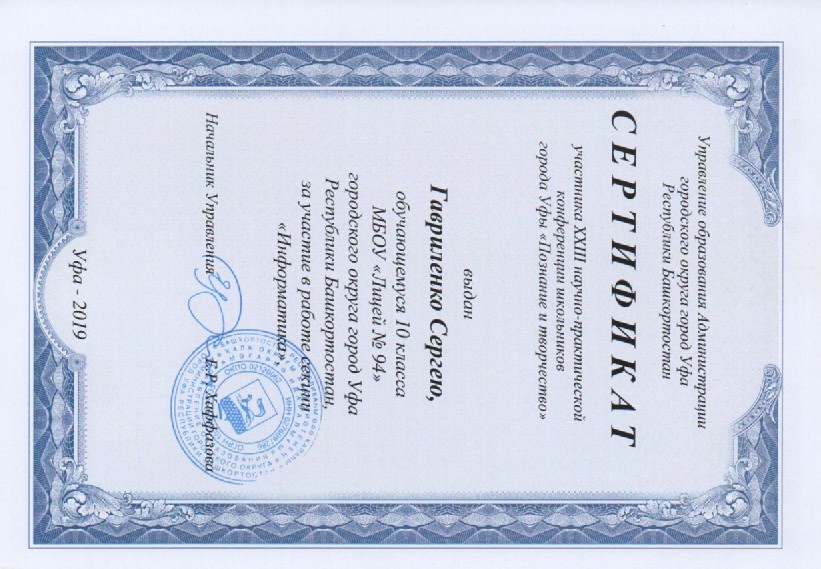 Управление образования Администрации
городского округа город Уфа
Республики Башкортостан
СЕРТИФИКАТ
участника XXIII научно-практической
конференции школьников
города Уфы «Познание и творчество»
выдан
Гавриленко Сергею,
обучающемуся 10 класса
МБОУ «Лицей № 94»
городского округа город Уфа
Республики Башкортостан,
за участие в работе секции
«Информатика»,
Начальник Управления Е.Р. Хаффазова
Уфа - 2019